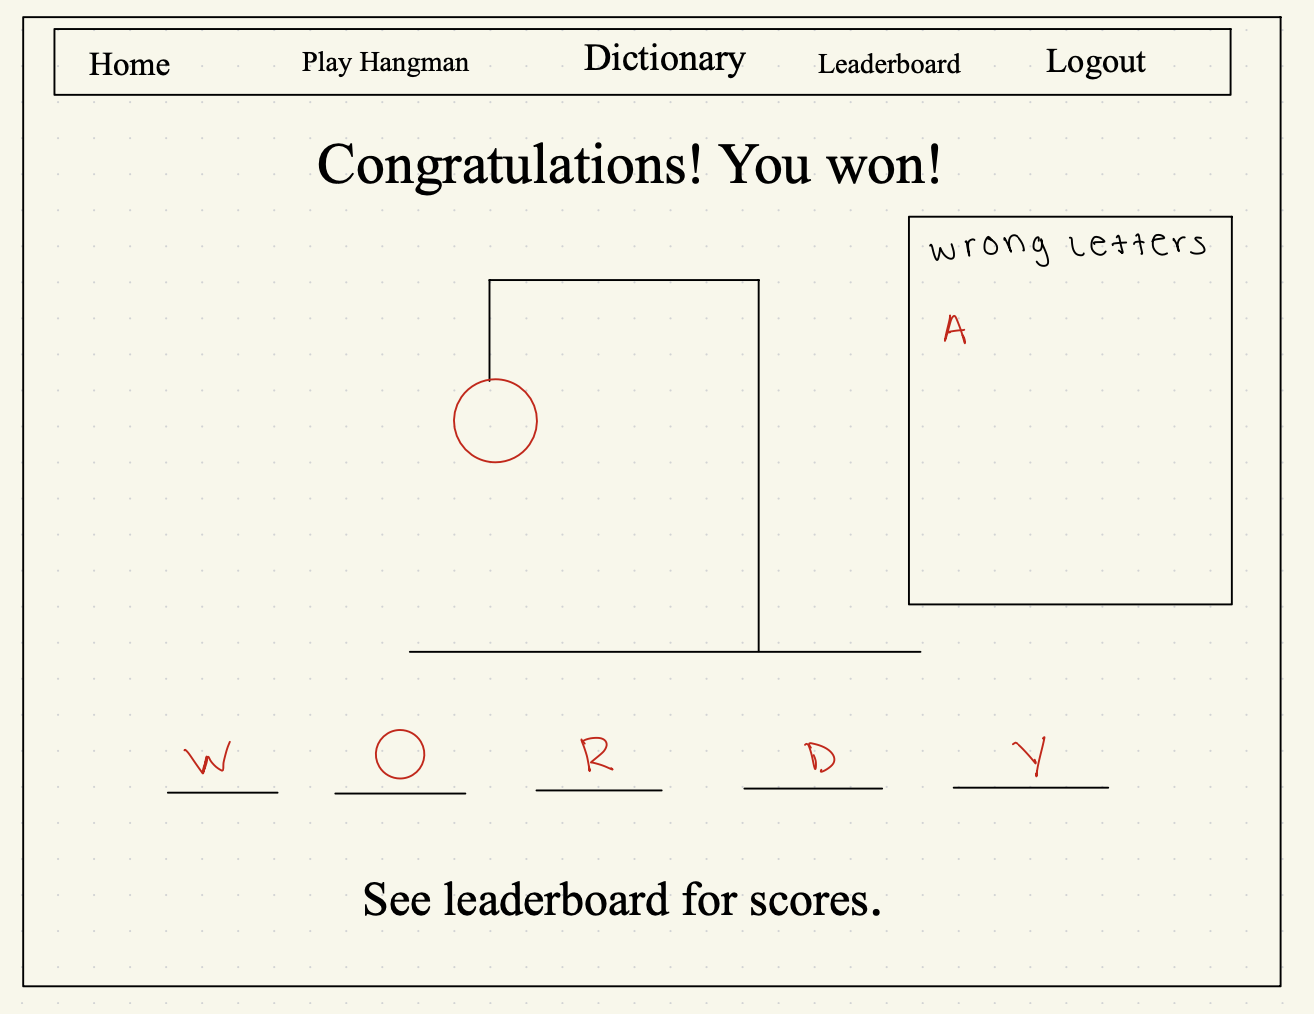 Home Play Hangman Dictionary Leaderboard Logout
Congratulations! You won!
wrong letters
A
W O R D Y
See leaderboard for scores.